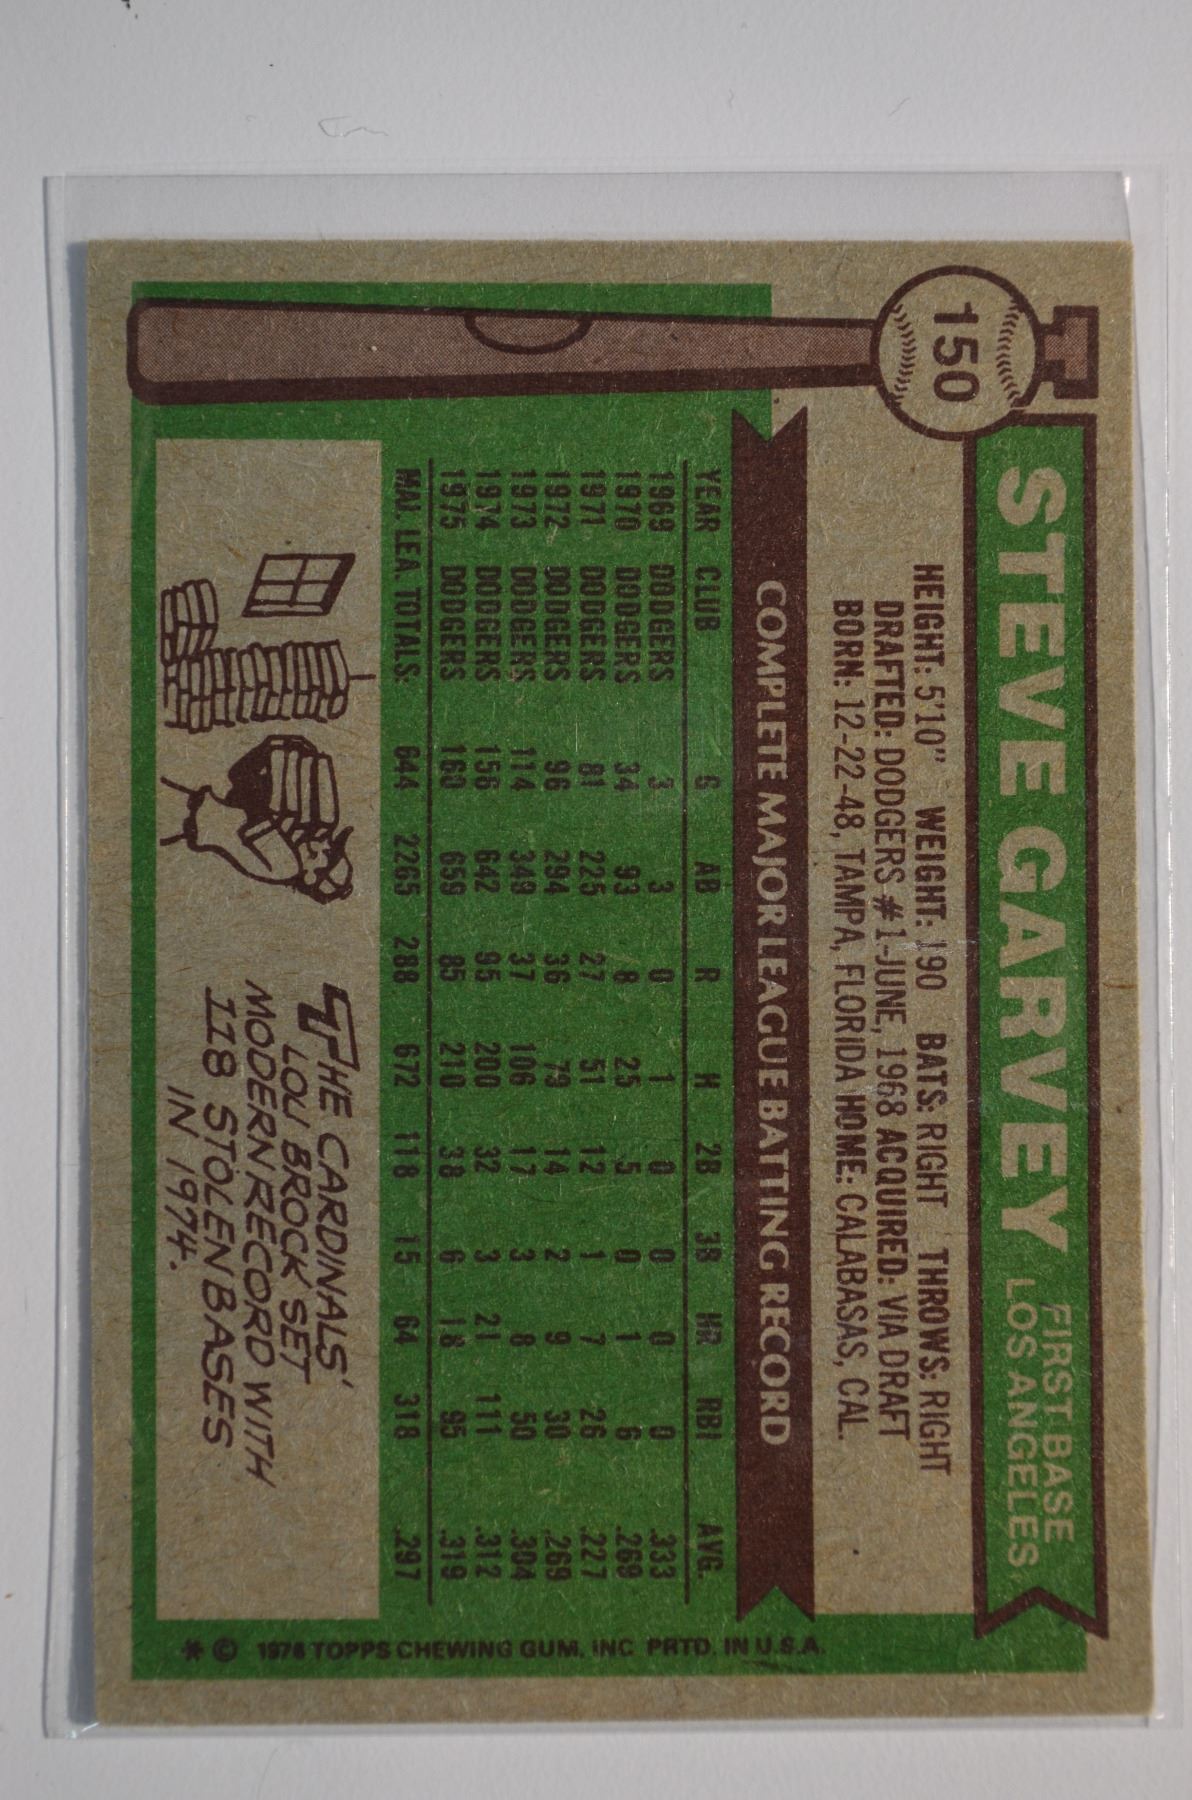 150
STEVE GARVEY
FIRST BASE
LOS ANGELES
HEIGHT: 5'10" WEIGHT: 190 BATS: RIGHT THROWS: RIGHT
DRAFTED: DODGERS #1-JUNE, 1968 ACQUIRED: VIA DRAFT
BORN: 12-22-48, TAMPA, FLORIDA HOME: CALABASAS, CAL.
COMPLETE MAJOR LEAGUE BATTING RECORD
YEAR CLUB G AB R H 2B 3B HR RBI AVG.
1969 DODGERS 3 3 0 1 0 0 0 0 .333
1970 DODGERS 34 93 8 25 5 0 1 6 .269
1971 DODGERS 81 225 27 51 12 1 7 26 .227
1972 DODGERS 96 294 36 79 14 2 9 30 .269
1973 DODGERS 114 349 37 106 17 3 8 50 .304
1974 DODGERS 156 642 95 200 32 3 21 111 .312
1975 DODGERS 160 659 85 210 38 6 18 95 .319
MAJ. LEA. TOTALS 644 2265 288 672 118 15 64 318 .297
THE CARDINALS'
LOU BROCK SET
MODERN RECORD WITH
118 STOLEN BASES
IN 1974.
* © 1976 TOPPS CHEWING GUM, INC. PRTD. IN U.S.A.